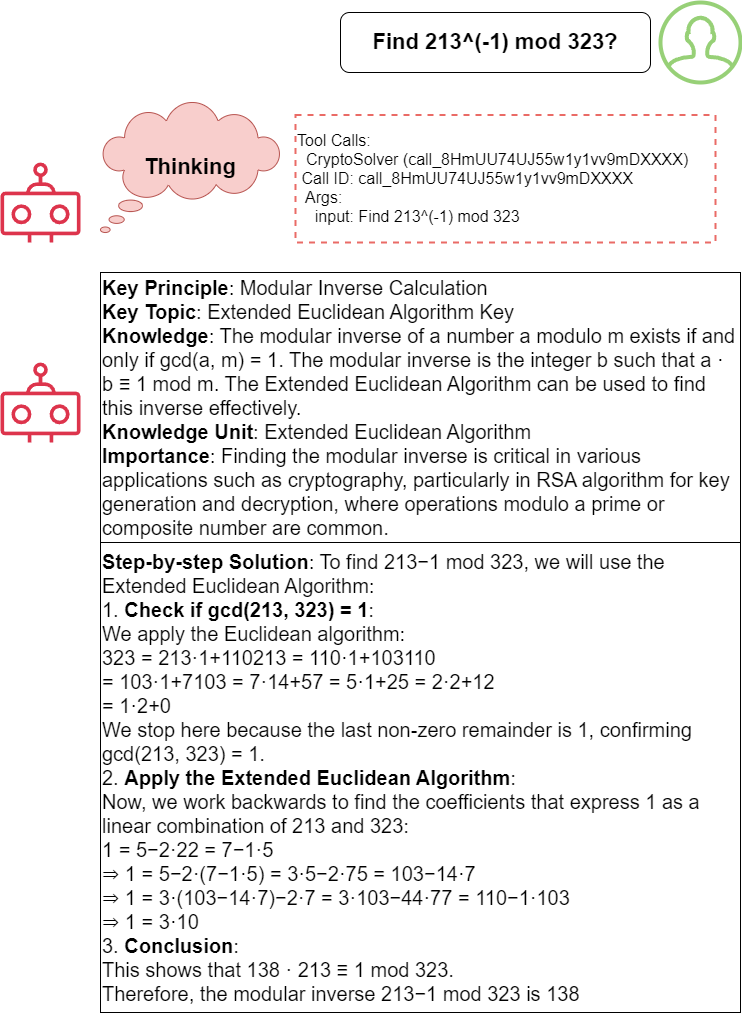 Find 213^(-1) mod 323?
Thinking
Tool Calls:
CryptoSolver (call_8HmUU74UJ55w1y1vv9mDXXXX)
Call ID: call_8HmUU74UJ55w1y1vv9mDXXXX
Args:
input: Find 213^(-1) mod 323
Key Principle: Modular Inverse Calculation
Key Topic: Extended Euclidean Algorithm Key
Knowledge: The modular inverse of a number a modulo m exists if and
only if gcd(a, m) = 1. The modular inverse is the integer b such that a ·
b ≡ 1 mod m. The Extended Euclidean Algorithm can be used to find
this inverse effectively.
Knowledge Unit: Extended Euclidean Algorithm
Importance: Finding the modular inverse is critical in various
applications such as cryptography, particularly in RSA algorithm for key
generation and decryption, where operations modulo a prime or
composite number are common.
Step-by-step Solution: To find 213−1 mod 323, we will use the
Extended Euclidean Algorithm:
1. Check if gcd(213, 323) = 1:
We apply the Euclidean algorithm:
323 = 213·1+110213 = 110·1+103110
= 103·1+7103 = 7·14+57 = 5·1+25 = 2·2+12
= 1·2+0
We stop here because the last non-zero remainder is 1, confirming
gcd(213, 323) = 1.
2. Apply the Extended Euclidean Algorithm:
Now, we work backwards to find the coefficients that express 1 as a
linear combination of 213 and 323:
1 = 5−2·22 = 7−1·5
⇒ 1 = 5−2·(7−1·5) = 3·5−2·75 = 103−14·7
⇒ 1 = 3·(103−14·7)−2·7 = 3·103−44·77 = 110−1·103
⇒ 1 = 3·10
3. Conclusion:
This shows that 138 · 213 ≡ 1 mod 323.
Therefore, the modular inverse 213−1 mod 323 is 138